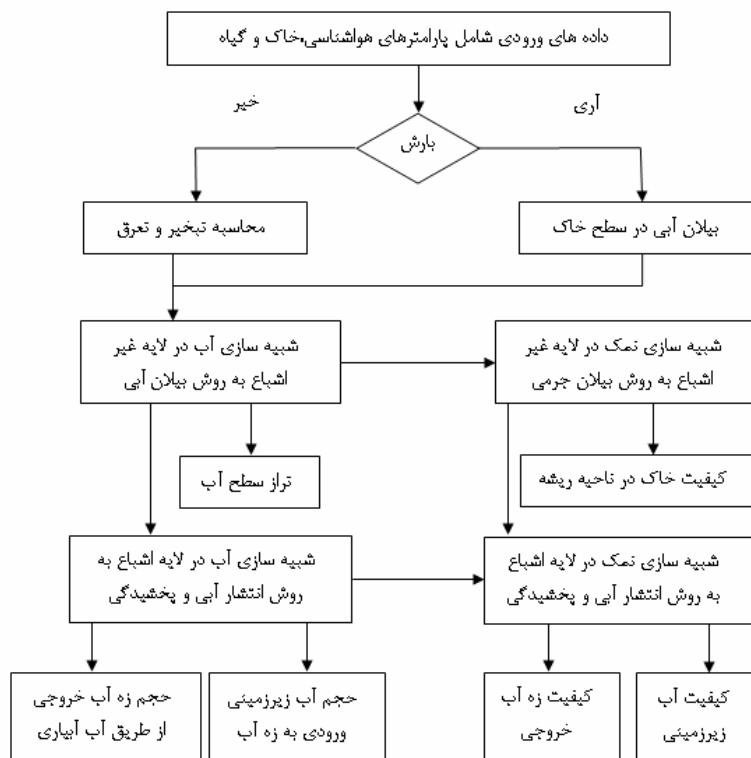 داده های ورودی شامل پارامترهای هواشناسی،خاک و گیاه
آری
خیر
بارش
بیلان آبی در سطح خاک
محاسبه تبخیر و تعرق
شبیه سازی نمک در لایه غیر
اشباع به روش بیلان جرمی
شبیه سازی آب در لایه غیر
اشباع به روش بیلان آبی
کیفیت خاک در ناحیه ریشه
تراز سطح آب
شبیه سازی نمک در لایه اشباع
به روش انتشار آبی و پخشیدگی
شبیه سازی آب در لایه اشباع به
روش انتشار آبی و پخشیدگی
کیفیت آب
زیرزمینی
کیفیت زه آب
خروجی
حجم آب زیرزمینی
ورودی به زه آب
حجم زه آب خروجی
از طریق آب آبیاری